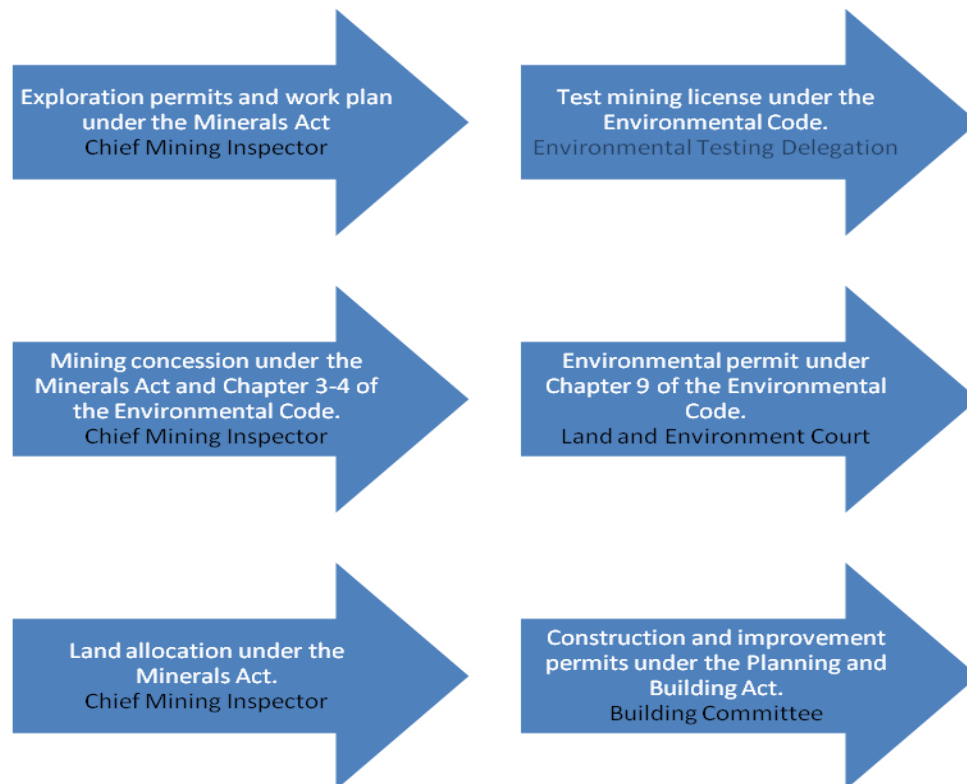 Exploration permits and work plan
under the Minerals Act
Chief Mining Inspector
Test mining license under the
Environmental Code.
Environmental Testing Delegation
Mining concession under the
Minerals Act and Chapter 3-4 of
the Environmental Code.
Chief Mining Inspector
Environmental permit under
Chapter 9 of the Environmental
Code.
Land and Environment Court
Land allocation under the
Minerals Act.
Chief Mining Inspector
Construction and improvement
permits under the Planning and
Building Act.
Building Committee